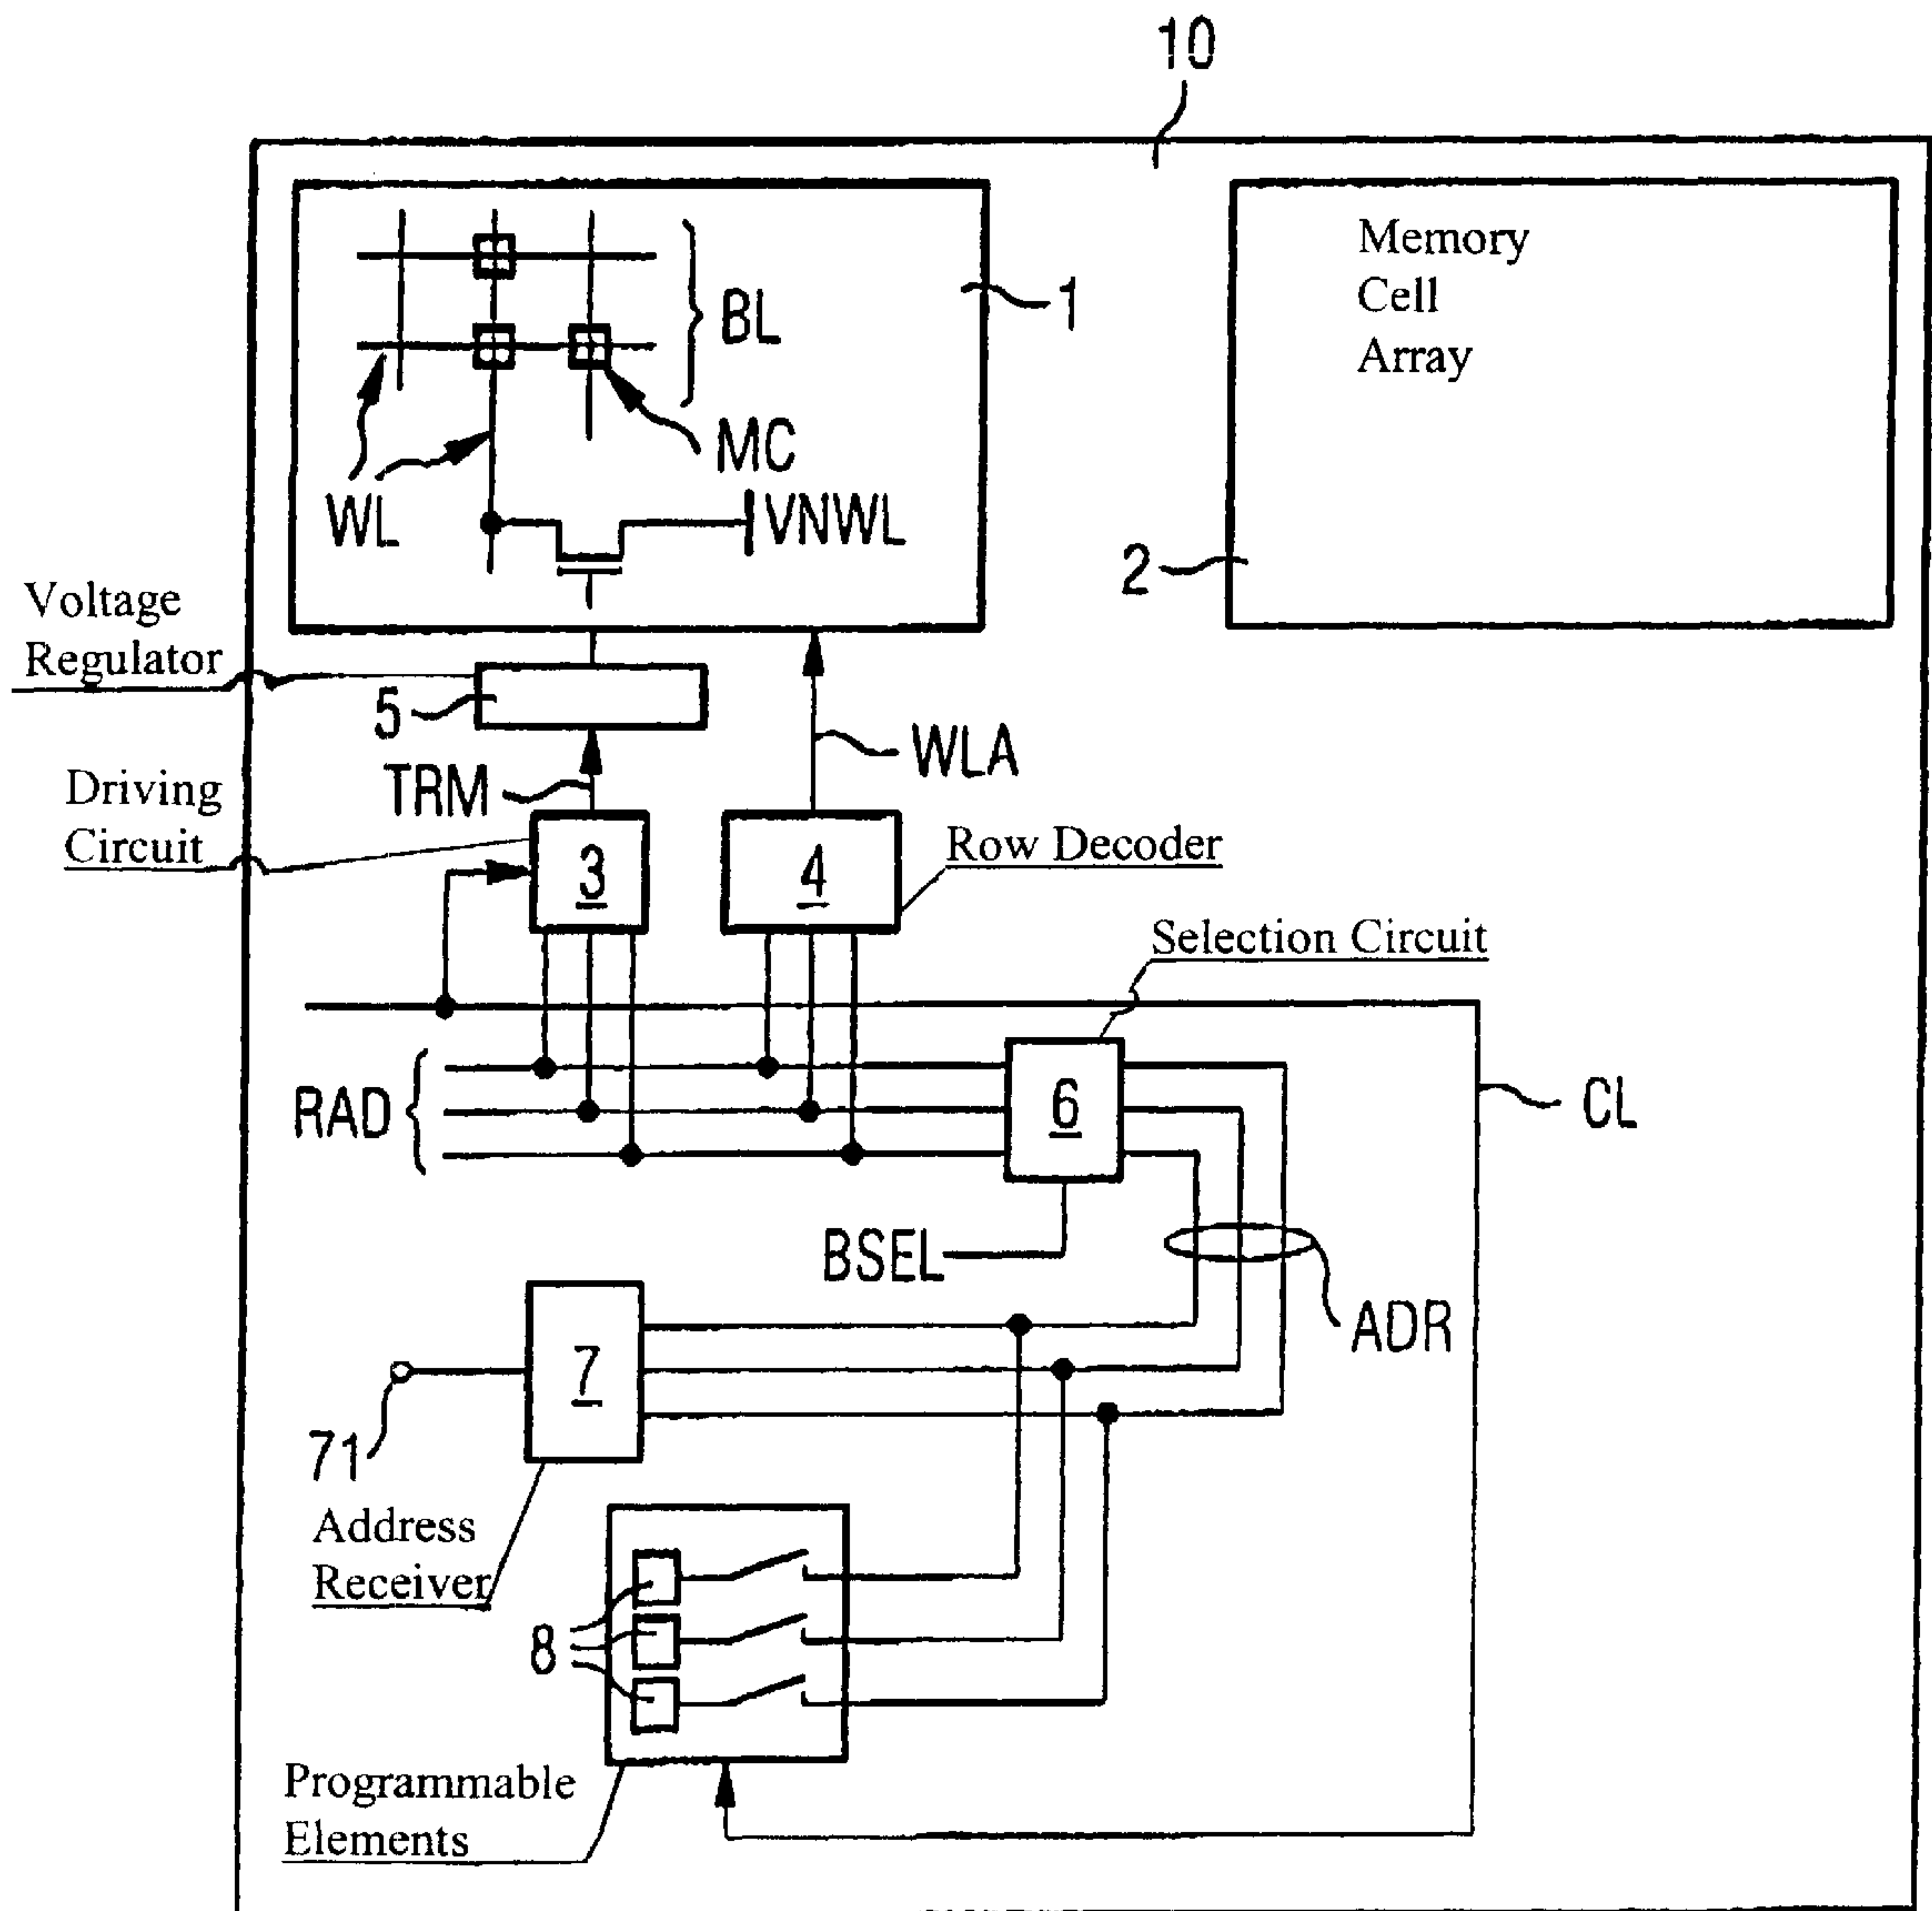 10
Memory
Cell
Array
BL
1
MC
WL
VNWL
2
Voltage
Regulator
5
WLA
TRM
Driving
Circuit
3
4
Row Decoder
Selection Circuit
RAD
6
CL
BSEL
ADR
7
71
Address
Receiver
8
Programmable
Elements